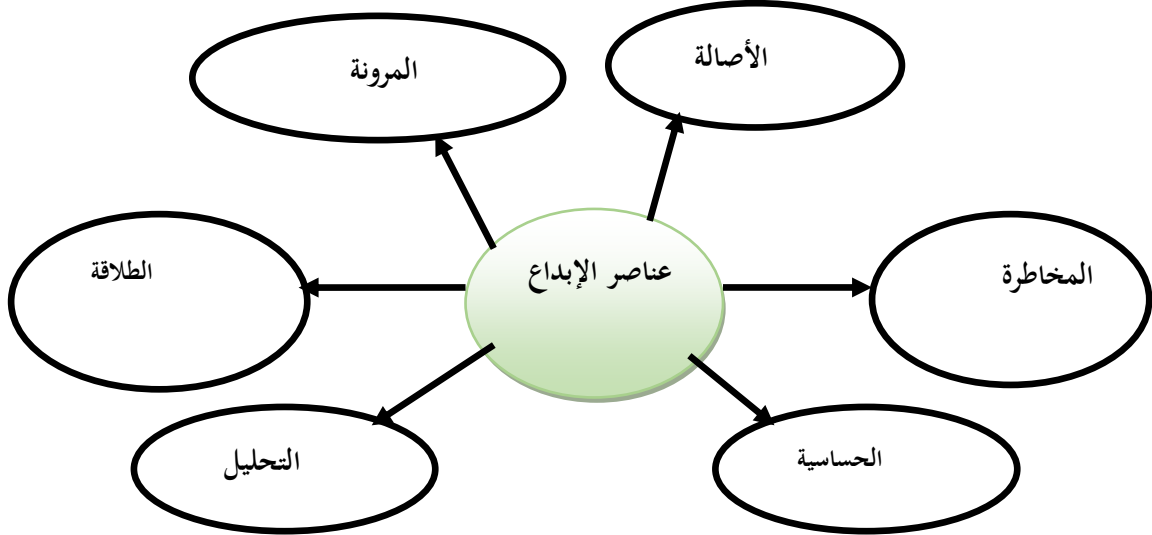 الأصالة
المرونة
المخاطرة
عناصر الإبداع
الطلاقة
الحساسية
التحليل